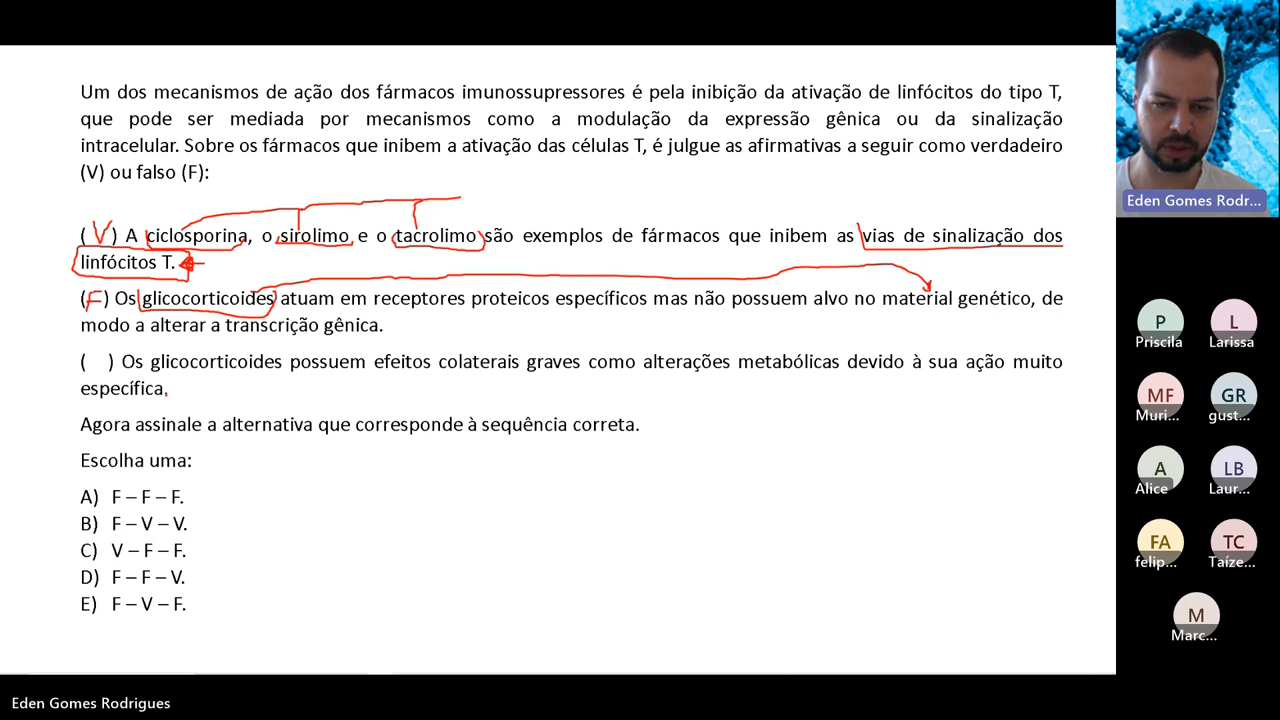 Um dos mecanismos de ação dos fármacos imunossupressores é pela inibição da ativação de linfócitos do tipo T,
que pode ser mediada por mecanismos como a modulação da expressão gênica ou da sinalização
intracelular. Sobre os fármacos que inibem a ativação das células T, é julgue as afirmativas a seguir como verdadeiro
(V) ou falso (F):
( V ) A ciclosporina, o sirolimo e o tacrolimo são exemplos de fármacos que inibem as vias de sinalização dos
linfócitos T.
( F ) Os glicocorticoides atuam em receptores proteicos específicos mas não possuem alvo no material genético, de
modo a alterar a transcrição gênica.
( ) Os glicocorticoides possuem efeitos colaterais graves como alterações metabólicas devido à sua ação muito
específica.
Agora assinale a alternativa que corresponde à sequência correta.
Escolha uma:
A) F – F – F.
B) F – V – V.
C) V – F – F.
D) F – F – V.
E) F – V – F.
Eden Gomes Rodr...
P
Priscila
L
Larissa
MF
Muri...
GR
gust...
A
Alice
LB
Laur...
FA
felip...
TC
Taíze...
M
Marc...
Eden Gomes Rodrigues